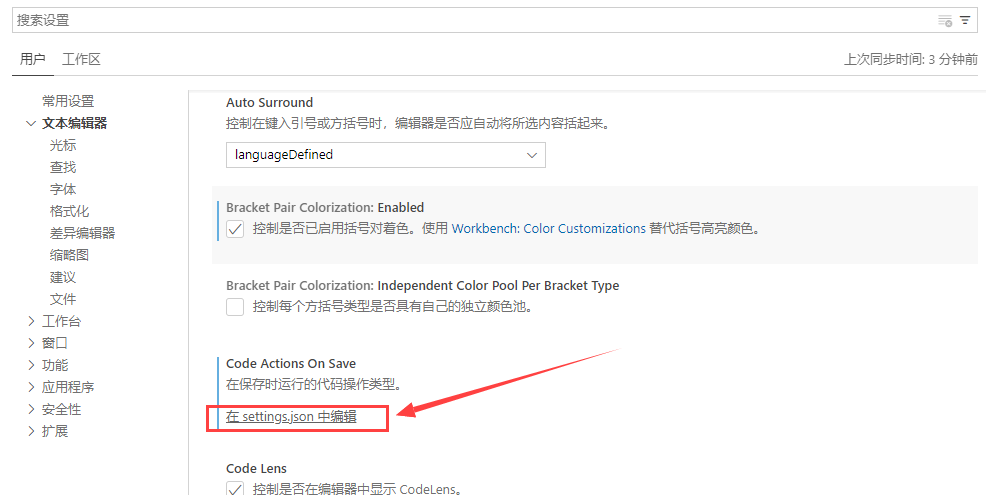 搜索设置
用户 工作区 上次同步时间: 3 分钟前
常用设置
文本编辑器
光标
查找
字体
格式化
差异编辑器
缩略图
建议
文件
工作台
窗口
功能
应用程序
安全性
扩展
Auto Surround
控制在键入引号或方括号时，编辑器是否应自动将所选内容括起来。
languageDefined
Bracket Pair Colorization: Enabled
控制是否已启用括号对着色。使用 Workbench: Color Customizations 替代括号高亮颜色。
Bracket Pair Colorization: Independent Color Pool Per Bracket Type
控制每个方括号类型是否具有自己的独立颜色池。
Code Actions On Save
在保存时运行的代码操作类型。
在 settings.json 中编辑
Code Lens
控制是否在编辑器中显示 CodeLens。